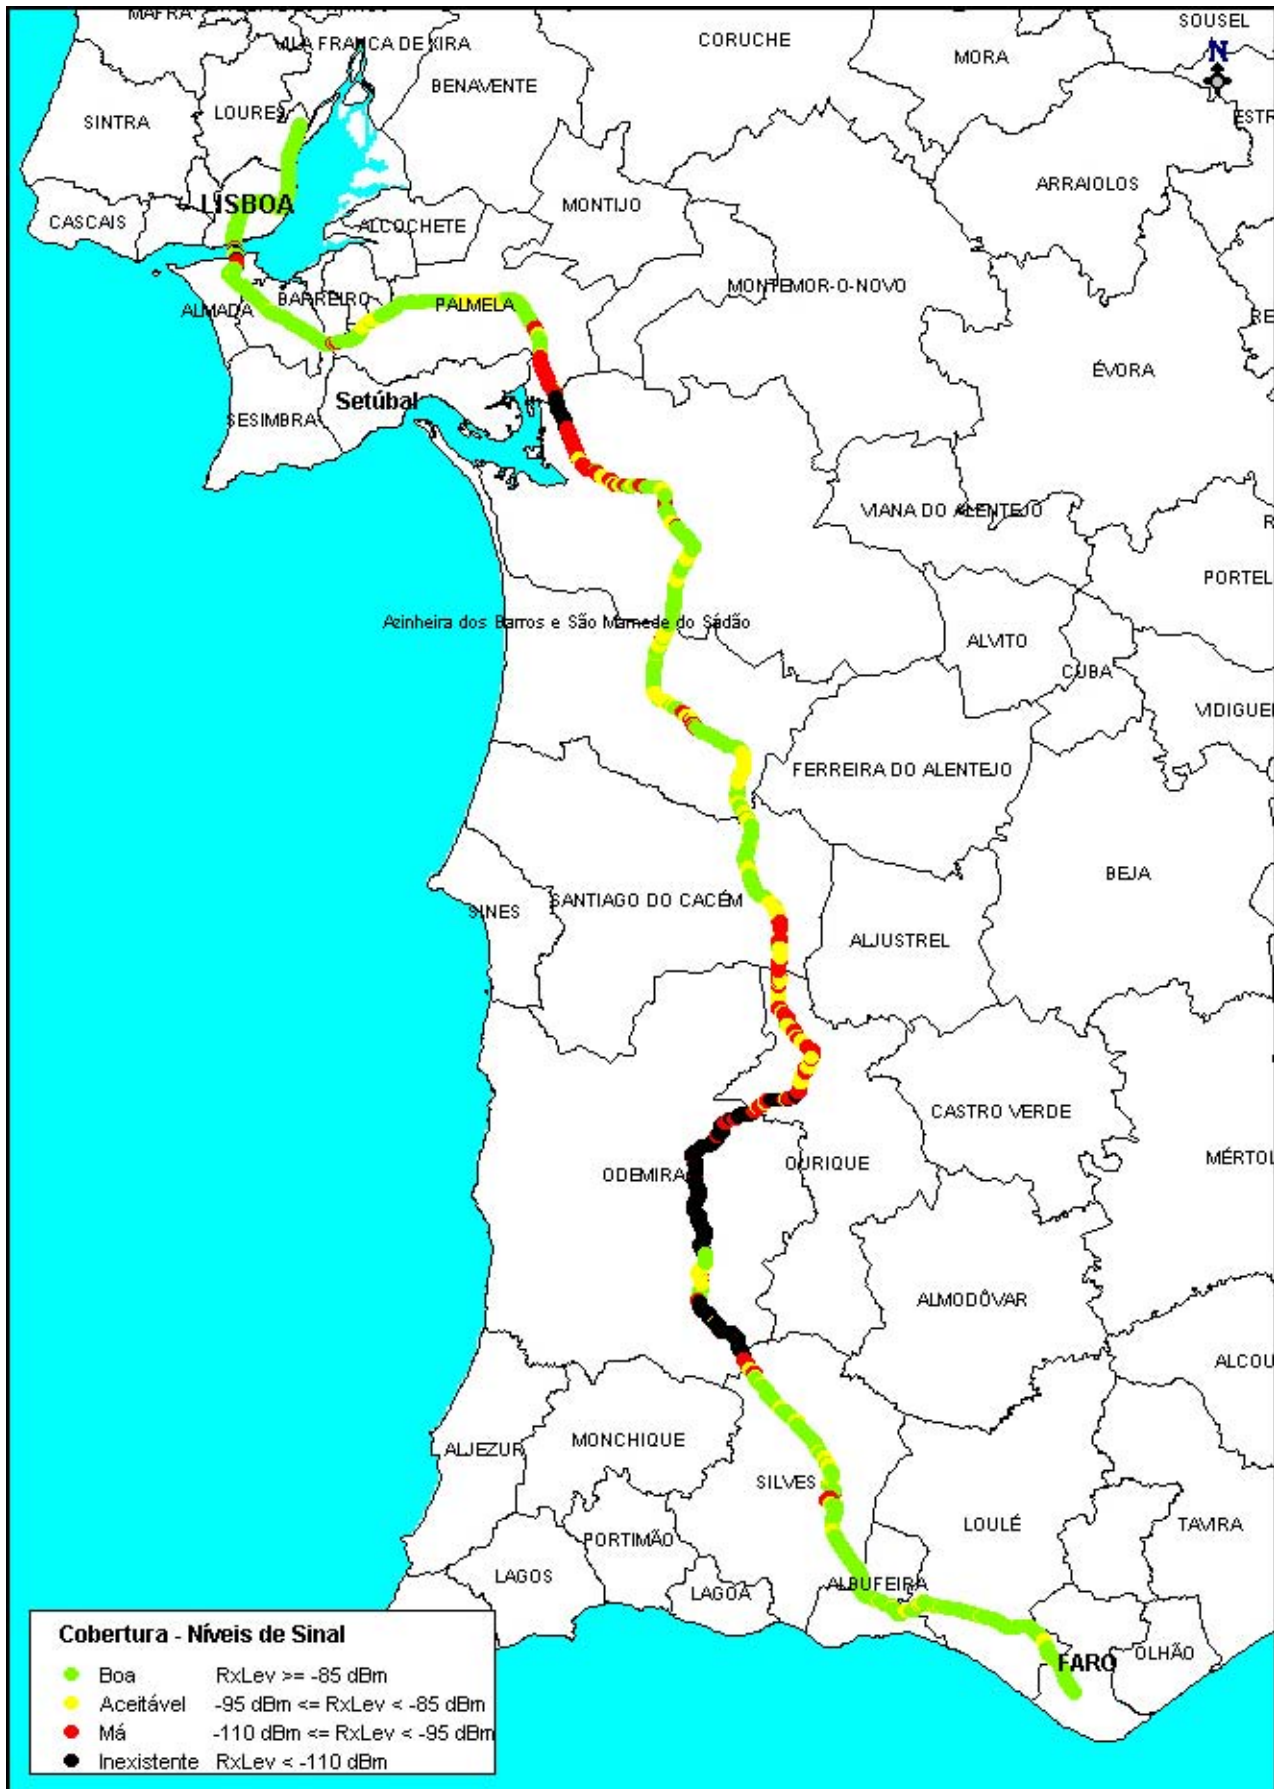 MAFRA
SOUSEL
VILA FRANCA DE XIRA
CORUCHE
MORA
N
BENAVENTE
LOURES
SINTRA
ESTR
ARRAIOLOS
LISBOA
MONTIJO
CASCAIS
ALCOCHETE
MONTEMOR-O-NOVO
BARREIRO
PALMELA
ALMADA
RE
ÉVORA
Setúbal
SESIMBRA
VIANA DO ALENTEJO
R
PORTEL
Azinheira dos Barros e São Mamede do Sádão
ALVITO
CUBA
VIDIGUEI
FERREIRA DO ALENTEJO
BEJA
SANTIAGO DO CACÉM
SINES
ALJUSTREL
CASTRO VERDE
OURIQUE
MÉRTOL
ODEMIRA
ALMODÔVAR
ALCOU
MONCHIQUE
ALJEZUR
SILVES
LOULÉ
TAVIRA
PORTIMÃO
LAGOS
LAGOA
ALBUFEIRA
FARO
OLHÃO
Cobertura - Níveis de Sinal
Boa RxLev >= -85 dBm
Aceitável -95 dBm <= RxLev < -85 dBm
Má -110 dBm <= RxLev < -95 dBm
Inexistente RxLev < -110 dBm